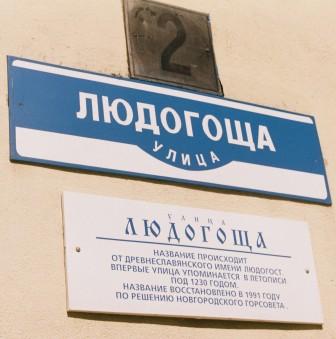 2
ЛЮДОГОЩА
УЛИЦА
УЛИЦА
ЛЮДОГОЩА
НАЗВАНИЕ ПРОИСХОДИТ
ОТ ДРЕВНЕСЛАВЯНСКОГО ИМЕНИ ЛЮДОГОСТ.
ВПЕРВЫЕ УЛИЦА УПОМИНАЕТСЯ В ЛЕТОПИСИ
ПОД 1230 ГОДОМ.
НАЗВАНИЕ ВОССТАНОВЛЕНО В 1991 ГОДУ
ПО РЕШЕНИЮ НОВГОРОДСКОГО ГОРСОВЕТА.